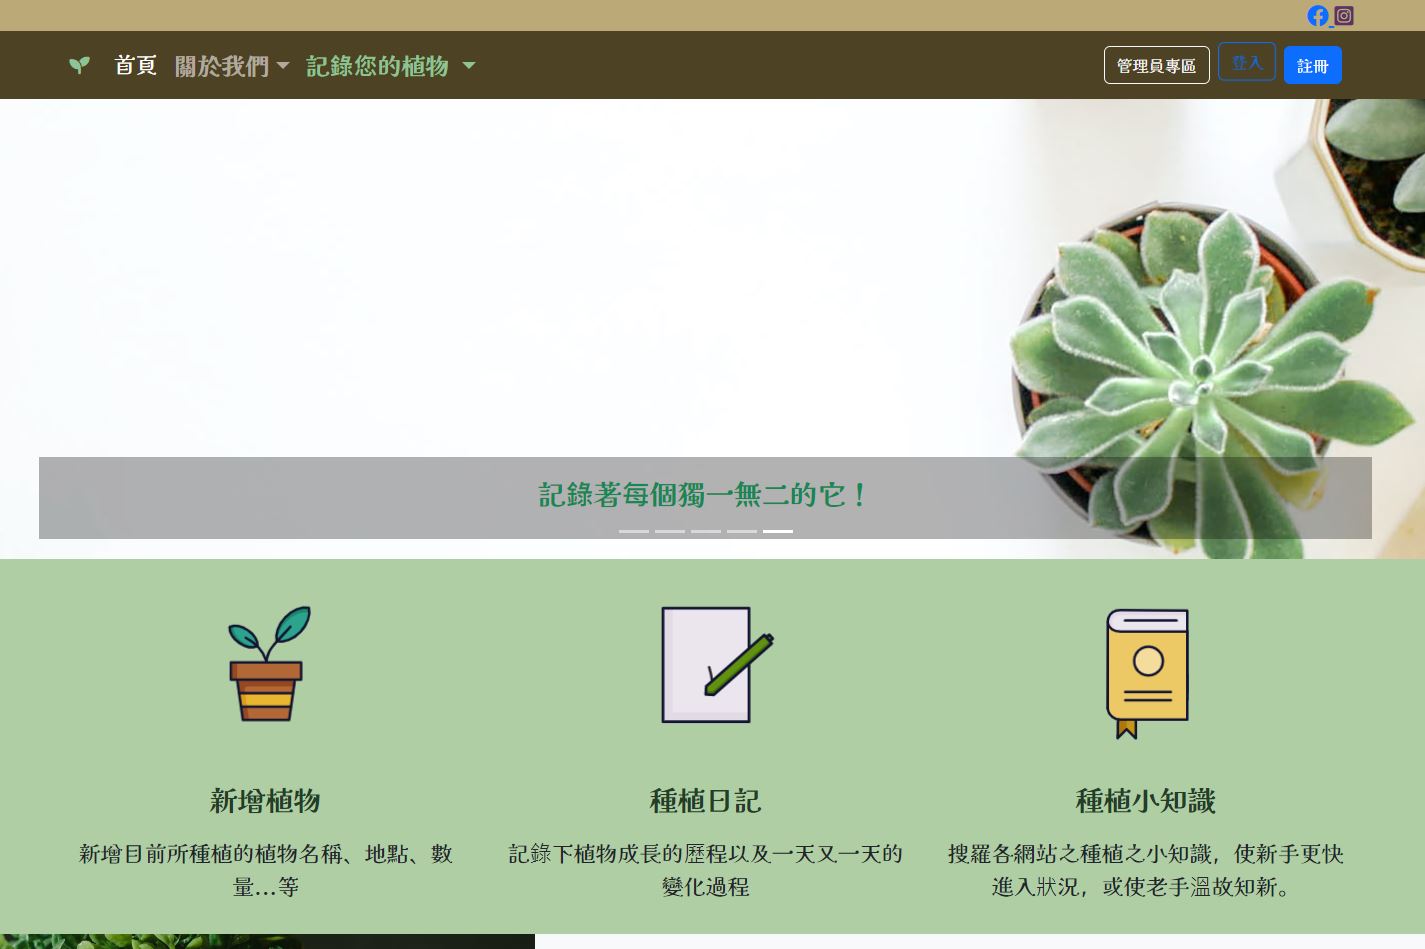 首頁 關於我們 記錄您的植物 管理員專區 登入 註冊
記錄著每個獨一無二的它！
新增植物
新增目前所種植的植物名稱、地點、數
量...等
種植日記
記錄下植物成長的歷程以及一天又一天的
變化過程
種植小知識
搜羅各網站之種植之小知識，使新手更快
進入狀況，或使老手溫故知新。